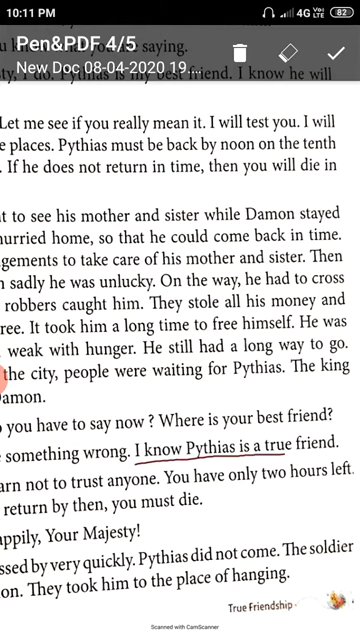 10:11 PM 4G Vo) LTE 82
Pen&PDF 4/5
New Doc 08-04-2020 19...
you are saying.
I do. Pythias is my best friend. I know he will
Let me see if you really mean it. I will test you. I will
e places. Pythias must be back by noon on the tenth
. If he does not return in time, then you will die in
t to see his mother and sister while Damon stayed
hurried home, so that he could come back in time.
gements to take care of his mother and sister. Then
n sadly he was unlucky. On the way, he had to cross
robbers caught him. They stole all his money and
ree. It took him a long time to free himself. He was
weak with hunger. He still had a long way to go.
the city, people were waiting for Pythias. The king
amon.
you have to say now ? Where is your best friend?
something wrong. I know Pythias is a true friend.
arn not to trust anyone. You have only two hours left.
return by then, you must die.
appily, Your Majesty!
ssed by very quickly. Pythias did not come. The soldier
on. They took him to the place of hanging.
True Friendship
Scanned with CamScanner